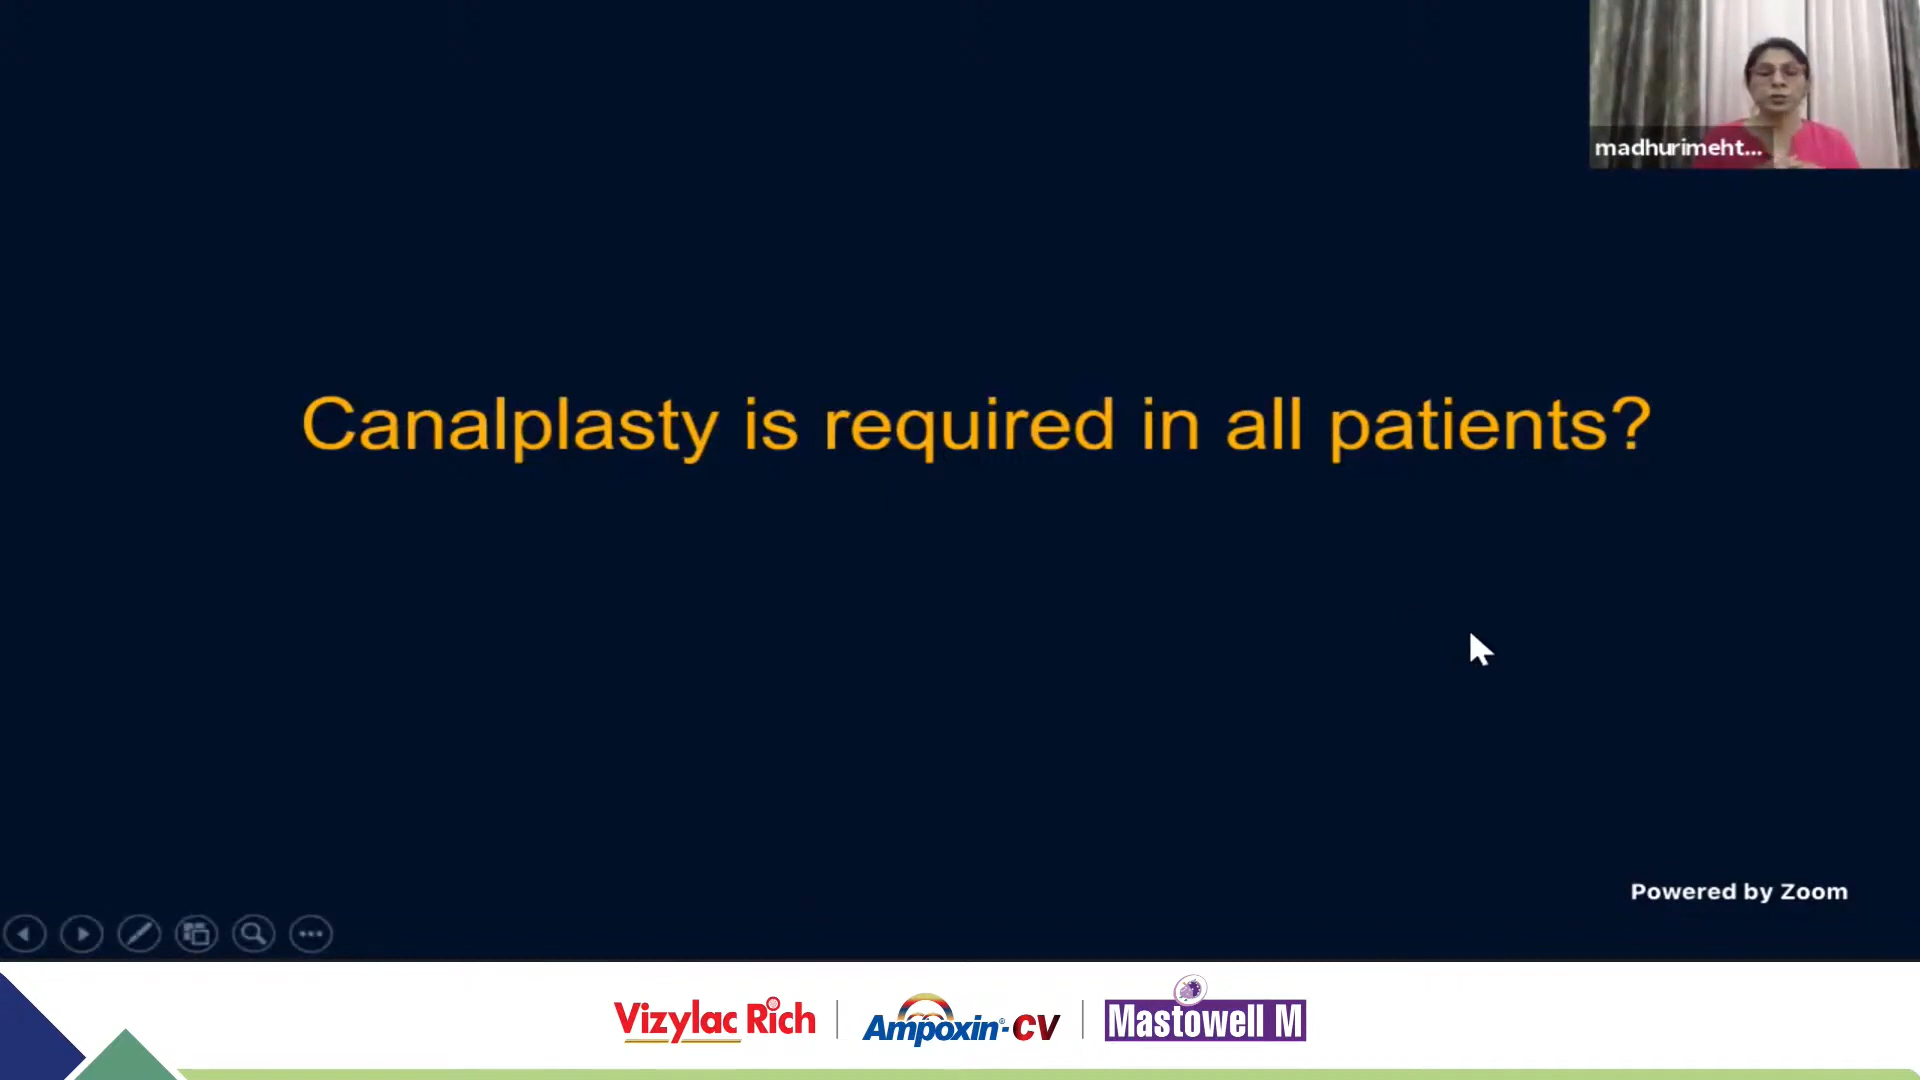 madhurimeht...
Canalplasty is required in all patients?
Powered by Zoom
Vizylac Rich
Ampoxin®-CV
Mastowell M